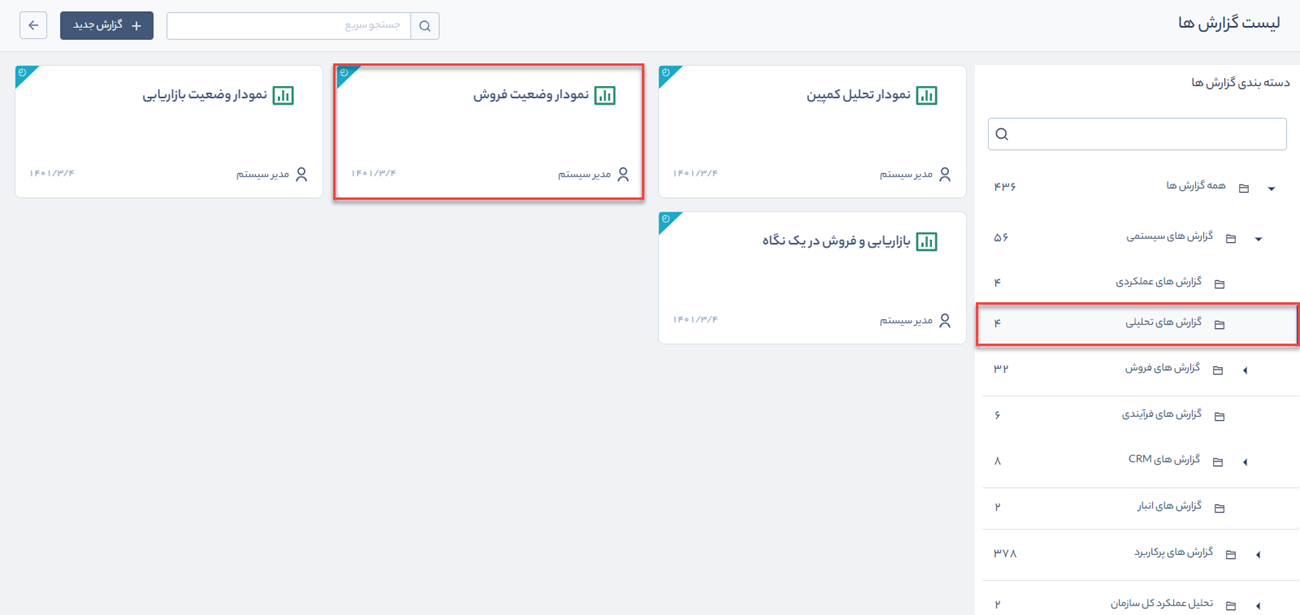 لیست گزارش ها
جستجو سریع
گزارش جدید
دسته بندی گزارش ها
همه گزارش ها ۴۳۶
گزارش های سیستمی ۵۶
گزارش های عملکردی ۴
گزارش های تحلیلی ۴
گزارش های فروش ۳۲
گزارش های فرآیندی ۶
گزارش های CRM ۸
گزارش های انبار ۲
گزارش های پرکاربرد ۳۷۸
تحلیل عملکرد کل سازمان ۲
نمودار تحلیل کمپین
مدیر سیستم ۱۴۰۱/۳/۴
نمودار وضعیت فروش
مدیر سیستم ۱۴۰۱/۳/۴
نمودار وضعیت بازاریابی
مدیر سیستم ۱۴۰۱/۳/۴
بازاریابی و فروش در یک نگاه
مدیر سیستم ۱۴۰۱/۳/۴